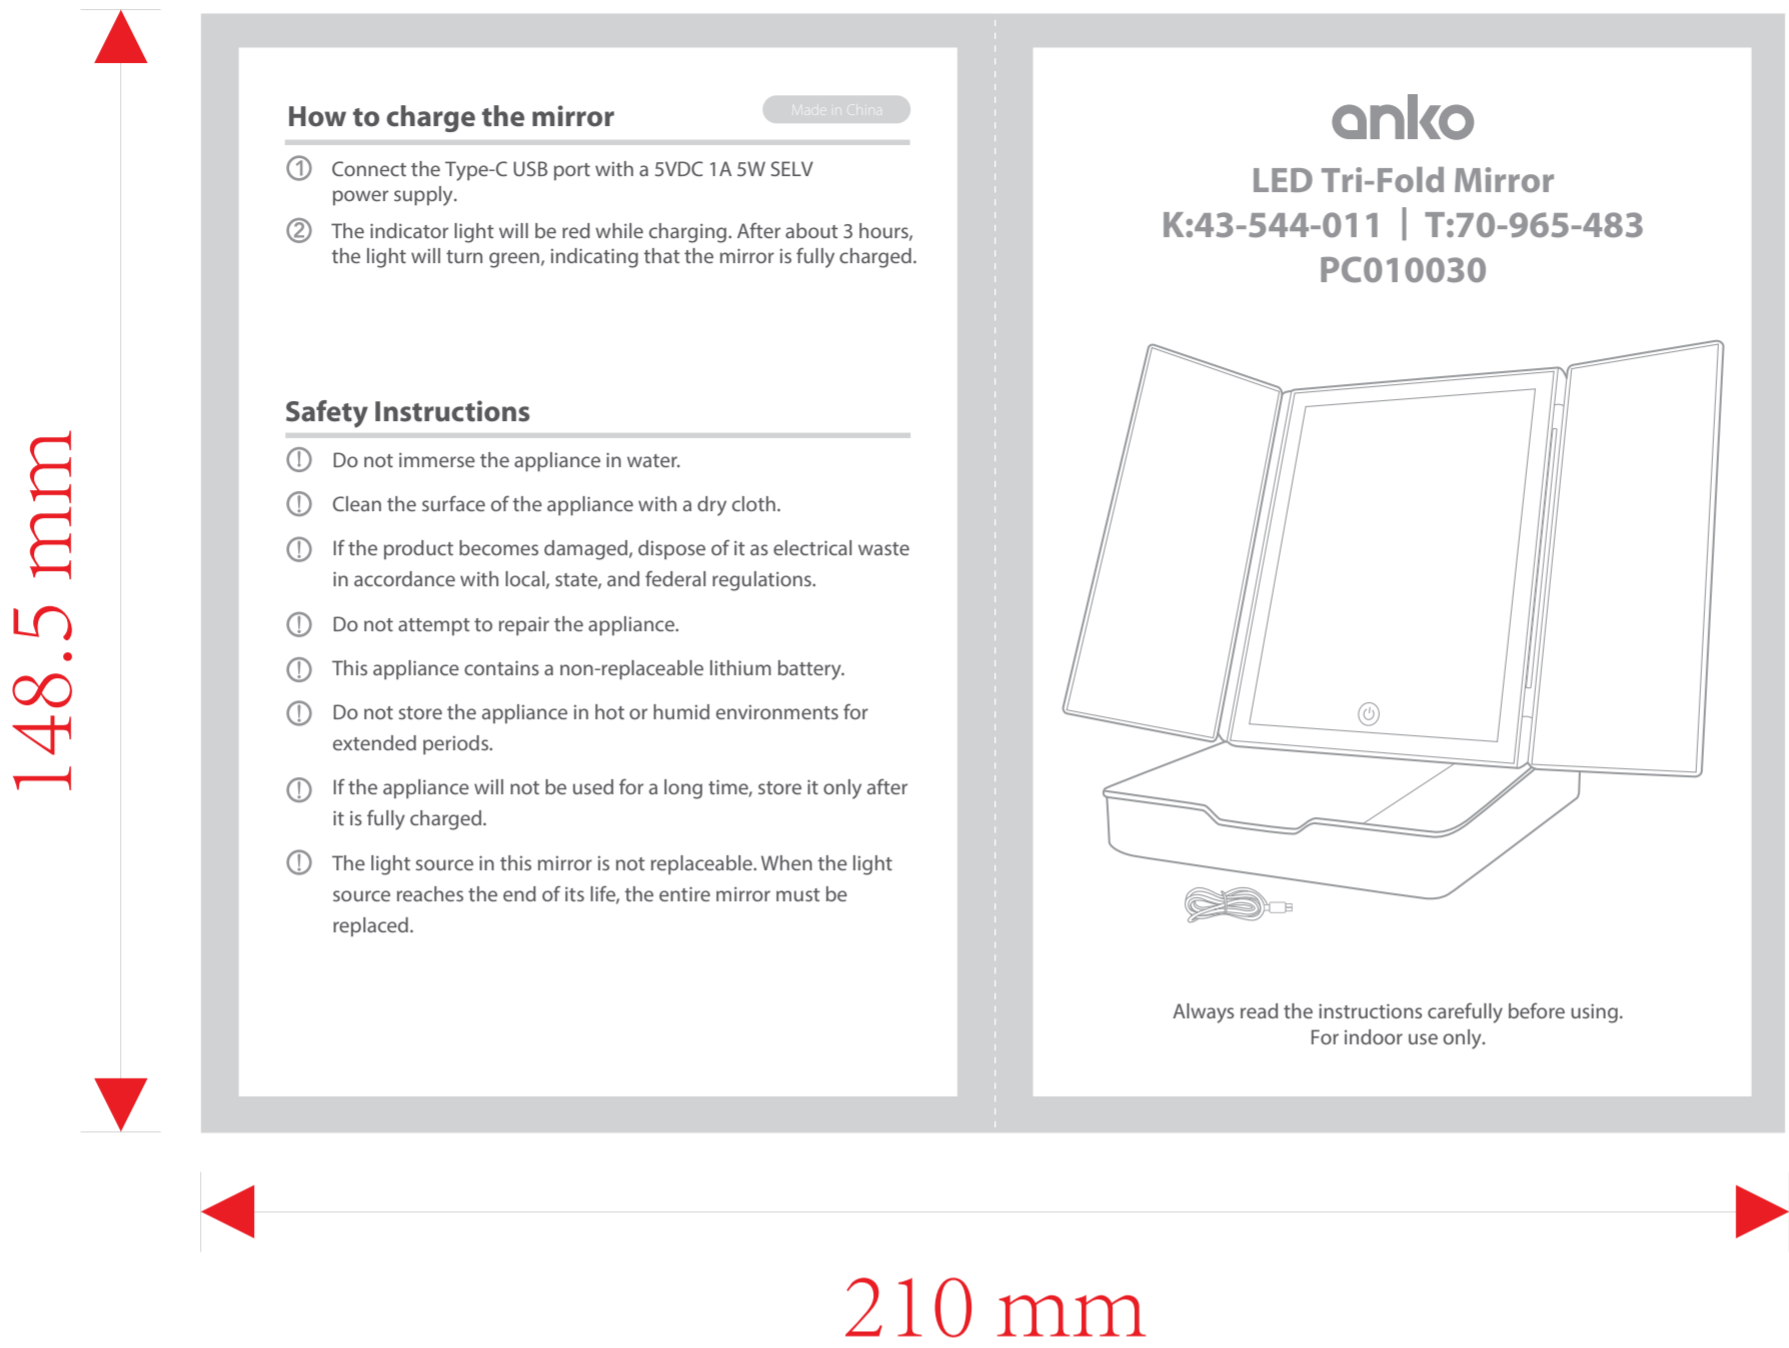 148.5 mm
How to charge the mirror
Made in China
① Connect the Type-C USB port with a 5VDC 1A 5W SELV
power supply.
② The indicator light will be red while charging. After about 3 hours,
the light will turn green, indicating that the mirror is fully charged.
Safety Instructions
! Do not immerse the appliance in water.
! Clean the surface of the appliance with a dry cloth.
! If the product becomes damaged, dispose of it as electrical waste
in accordance with local, state, and federal regulations.
! Do not attempt to repair the appliance.
! This appliance contains a non-replaceable lithium battery.
! Do not store the appliance in hot or humid environments for
extended periods.
! If the appliance will not be used for a long time, store it only after
it is fully charged.
! The light source in this mirror is not replaceable. When the light
source reaches the end of its life, the entire mirror must be
replaced.
anko
LED Tri-Fold Mirror
K:43-544-011 | T:70-965-483
PC010030
Always read the instructions carefully before using.
For indoor use only.
210 mm